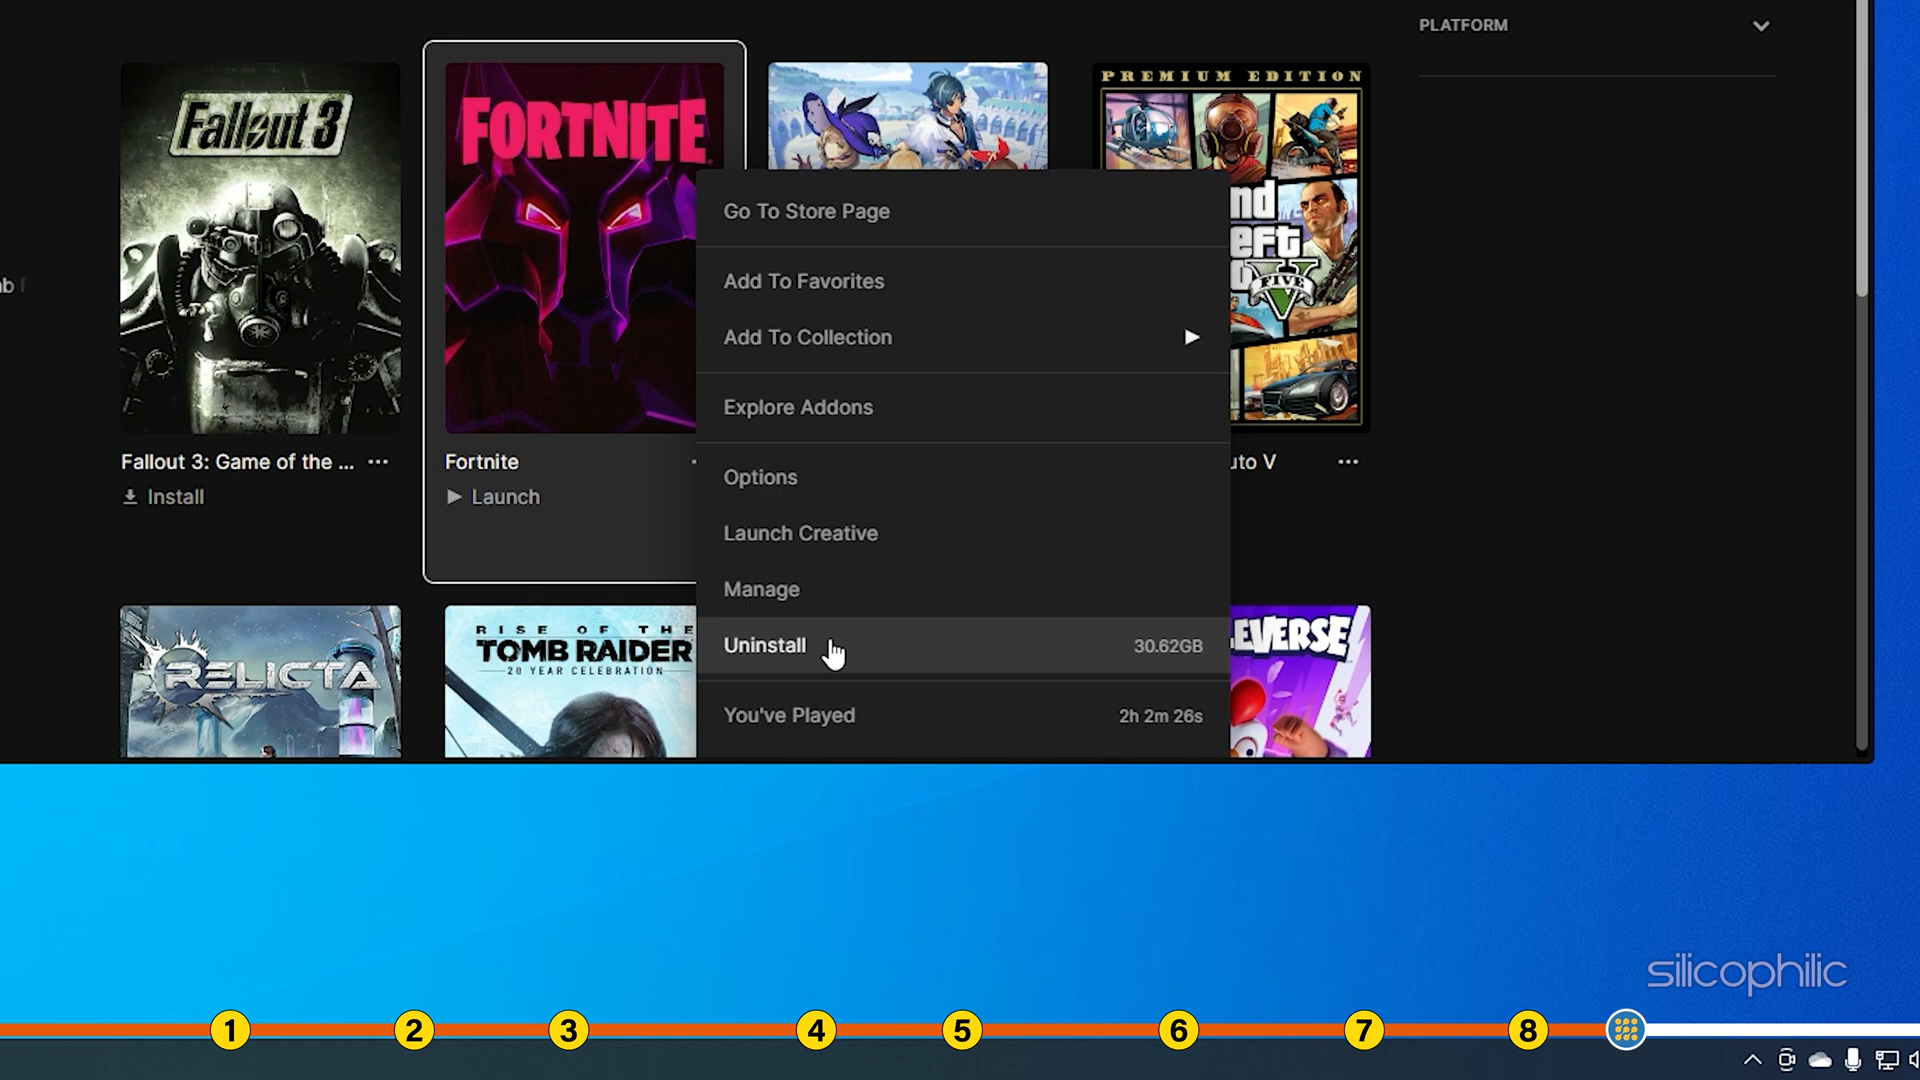 PLATFORM
Fallout 3
FORTNITE
PREMIUM EDITION
nd
eft
FIVE
V
Go To Store Page
Add To Favorites
Add To Collection
Explore Addons
Fallout 3: Game of the ... ...
Install
Fortnite
Launch
uto V ...
Options
Launch Creative
Manage
Uninstall 30.62GB
You've Played 2h 2m 26s
RELICTA
RISE OF THE
TOMB RAIDER
20 YEAR CELEBRATION
EVERSE
silicophilic
1 2 3 4 5 6 7 8